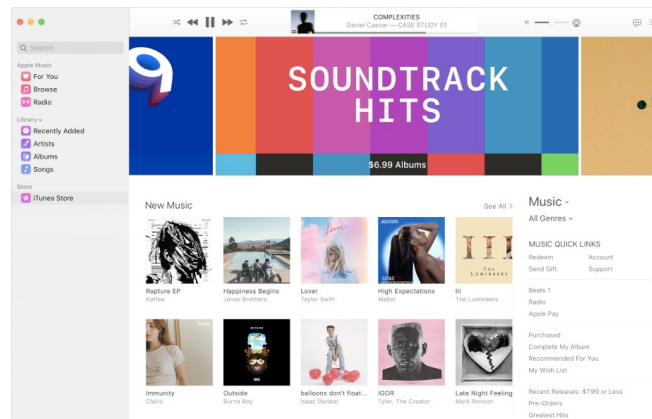 COMPLEXITIES
Daniel Caesar — CASE STUDY 01
Search
Apple Music
For You
Browse
Radio
Library
Recently Added
Artists
Albums
Songs
Store
iTunes Store
SOUNDTRACK
HITS
$6.99 Albums
New Music
See All >
Rapture EP
Koffee
Happiness Begins
Jonas Brothers
Lover
Lover
Taylor Swift
High Expectations
Mabel
III
THE
LUMINEERS
III
The Lumineers
Immunity
Clairo
OUTSIDE
Outside
Burna Boy
balloons don't float...
Isaac Dunbar
IGOR
Tyler, The Creator
Late Night Feeling
Mark Ronson
Music
All Genres
MUSIC QUICK LINKS
Redeem
Account
Send Gift
Support
Beats 1
Radio
Apple Pay
Purchased
Complete My Album
Recommended For You
My Wish List
Recent Releases: $7.99 or Less
Pre-Orders
Greatest Hits